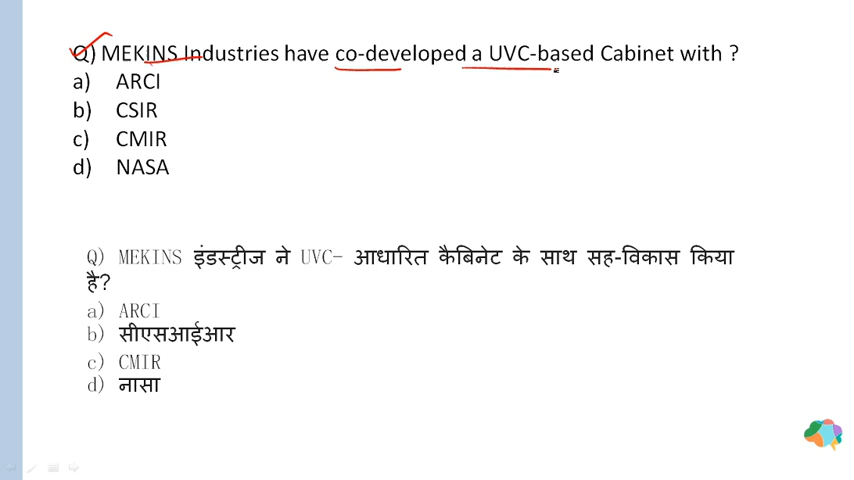 Q) MEKINS Industries have co-developed a UVC-based Cabinet with ?
a) ARCI
b) CSIR
c) CMIR
d) NASA
Q) MEKINS इंडस्ट्रीज ने UVC- आधारित कैबिनेट के साथ सह-विकास किया
है?
a) ARCI
b) सीएसआईआर
c) CMIR
d) नासा